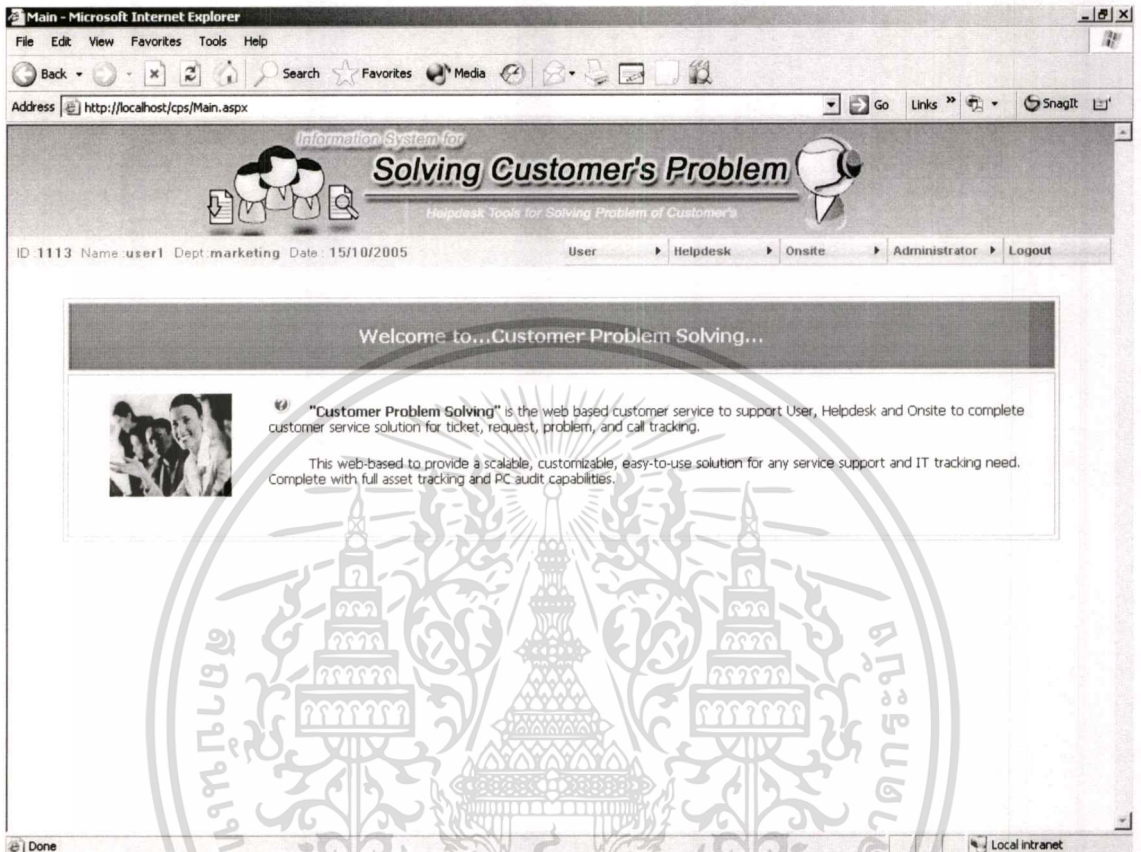 Main - Microsoft Internet Explorer
File Edit View Favorites Tools Help
Back Search Favorites Media
Address http://localhost/cps/Main.aspx Go Links » SnagIt
Information System for
Solving Customer's Problem
Helpdesk Tools for Solving Problem of Customer's
ID :1113 Name :user1 Dept :marketing Date : 15/10/2005 User Helpdesk Onsite Administrator Logout
Welcome to...Customer Problem Solving...
"Customer Problem Solving" is the web based customer service to support User, Helpdesk and Onsite to complete
customer service solution for ticket, request, problem, and call tracking.
This web-based to provide a scalable, customizable, easy-to-use solution for any service support and IT tracking need.
Complete with full asset tracking and PC audit capabilities.
Done Local intranet